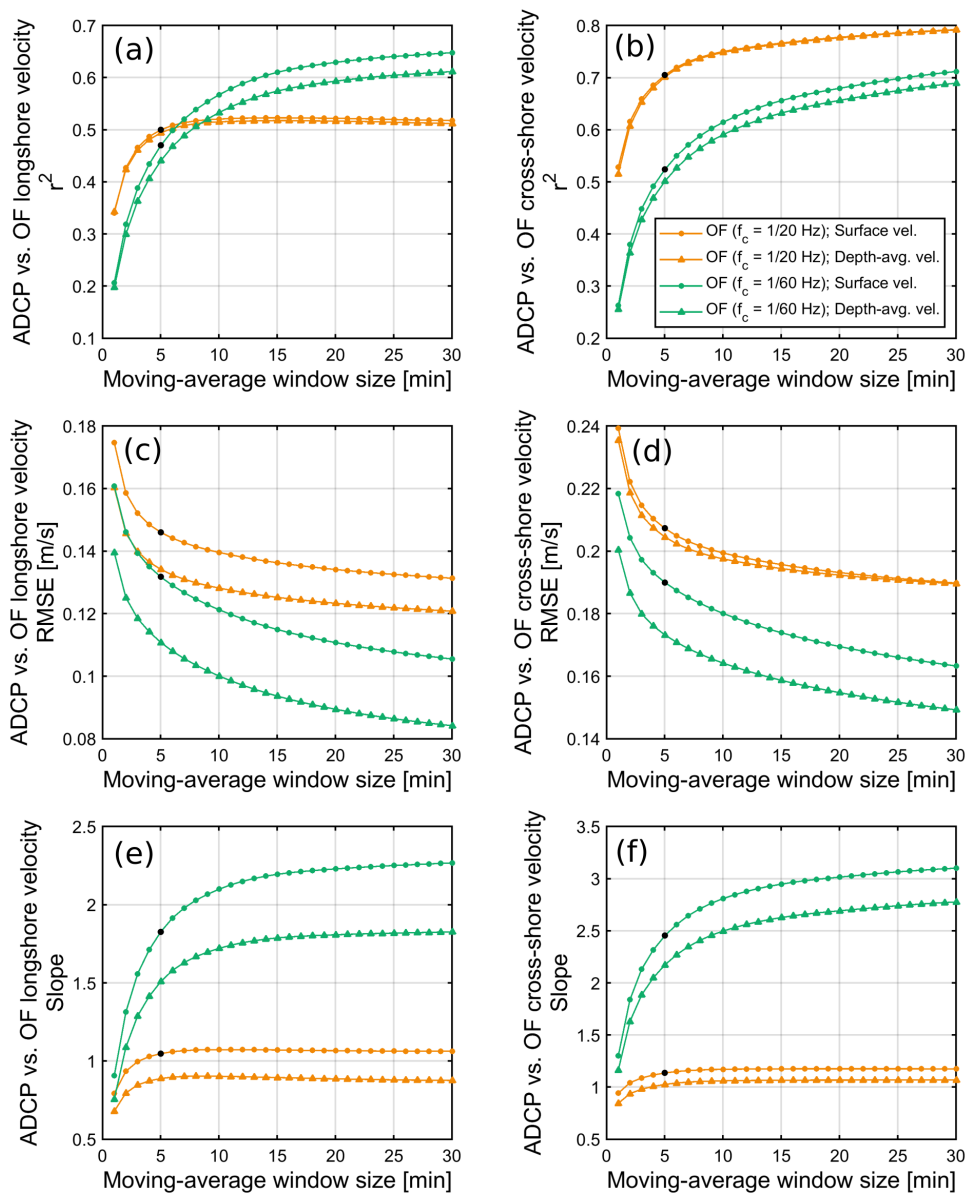 (a)
ADCP vs. OF longshore velocity
r²
0.7
0.6
0.5
0.4
0.3
0.2
0.1
0 5 10 15 20 25 30
Moving-average window size [min]
(b)
ADCP vs. OF cross-shore velocity
r²
0.8
0.7
0.6
0.5
0.4
0.3
0.2
OF (f_c = 1/20 Hz); Surface vel.
OF (f_c = 1/20 Hz); Depth-avg. vel.
OF (f_c = 1/60 Hz); Surface vel.
OF (f_c = 1/60 Hz); Depth-avg. vel.
0 5 10 15 20 25 30
Moving-average window size [min]
(c)
ADCP vs. OF longshore velocity
RMSE [m/s]
0.18
0.16
0.14
0.12
0.1
0.08
0 5 10 15 20 25 30
Moving-average window size [min]
(d)
ADCP vs. OF cross-shore velocity
RMSE [m/s]
0.24
0.22
0.2
0.18
0.16
0.14
0 5 10 15 20 25 30
Moving-average window size [min]
(e)
ADCP vs. OF longshore velocity
Slope
2.5
2
1.5
1
0.5
0 5 10 15 20 25 30
Moving-average window size [min]
(f)
ADCP vs. OF cross-shore velocity
Slope
3.5
3
2.5
2
1.5
1
0.5
0 5 10 15 20 25 30
Moving-average window size [min]